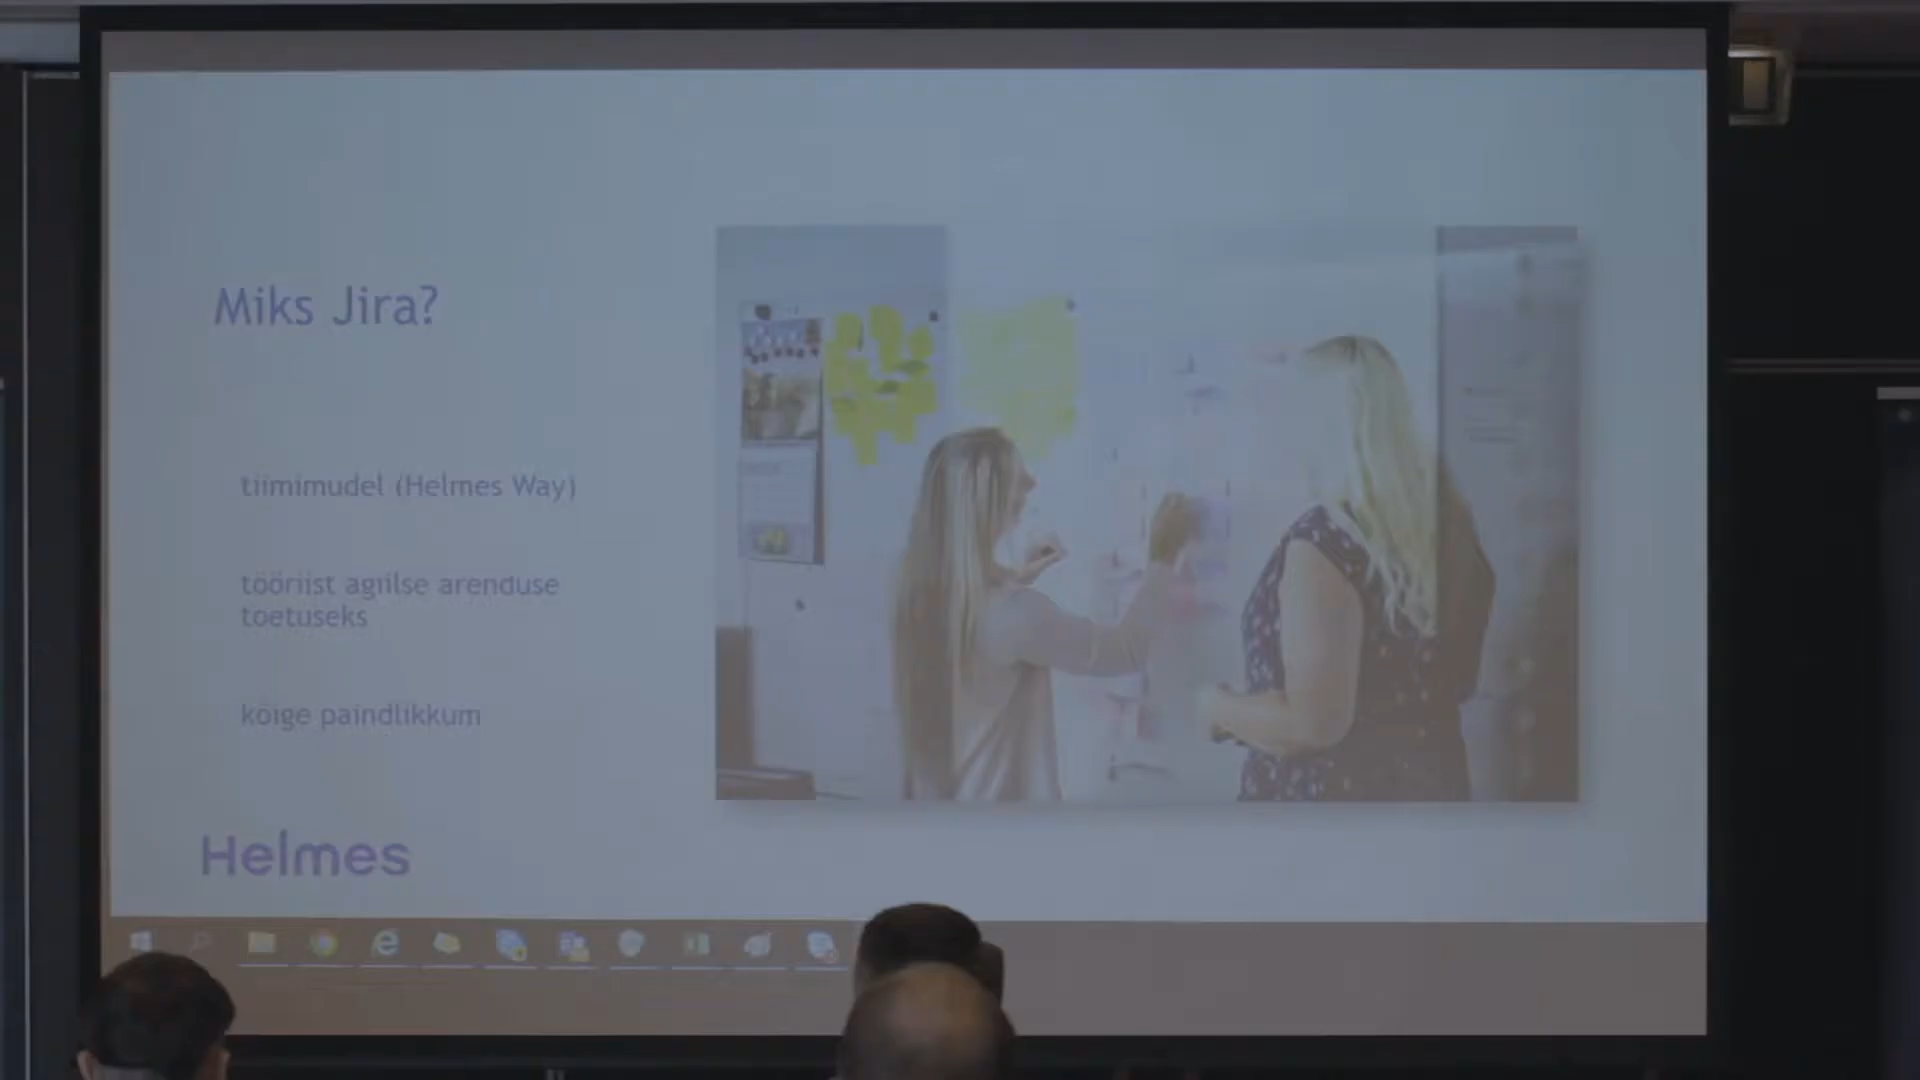 Miks Jira?
tiimimudel (Helmes Way)
tööriist agiilse arenduse
toetuseks
kõige paindlikkum
Helmes